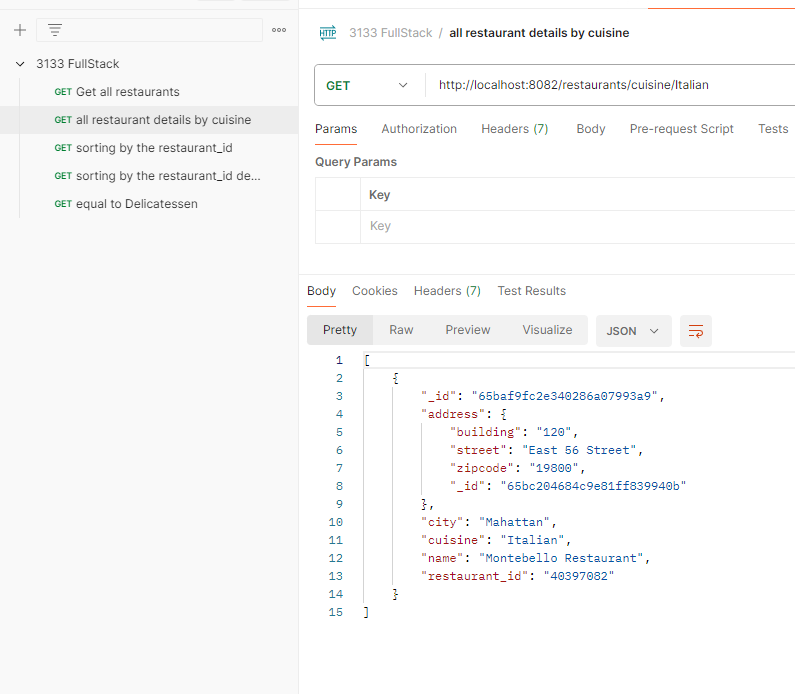 3133 FullStack
GET Get all restaurants
GET all restaurant details by cuisine
GET sorting by the restaurant_id
GET sorting by the restaurant_id de...
GET equal to Delicatessen
HTTP 3133 FullStack / all restaurant details by cuisine
GET http://localhost:8082/restaurants/cuisine/Italian
Params Authorization Headers (7) Body Pre-request Script Tests
Query Params
Key
Key
Body Cookies Headers (7) Test Results
Pretty Raw Preview Visualize JSON
1 [
2 {
3 "_id": "65baf9fc2e340286a07993a9",
4 "address": {
5 "building": "120",
6 "street": "East 56 Street",
7 "zipcode": "19800",
8 "_id": "65bc204684c9e81ff839940b"
9 },
10 "city": "Mahattan",
11 "cuisine": "Italian",
12 "name": "Montebello Restaurant",
13 "restaurant_id": "40397082"
14 }
15 ]